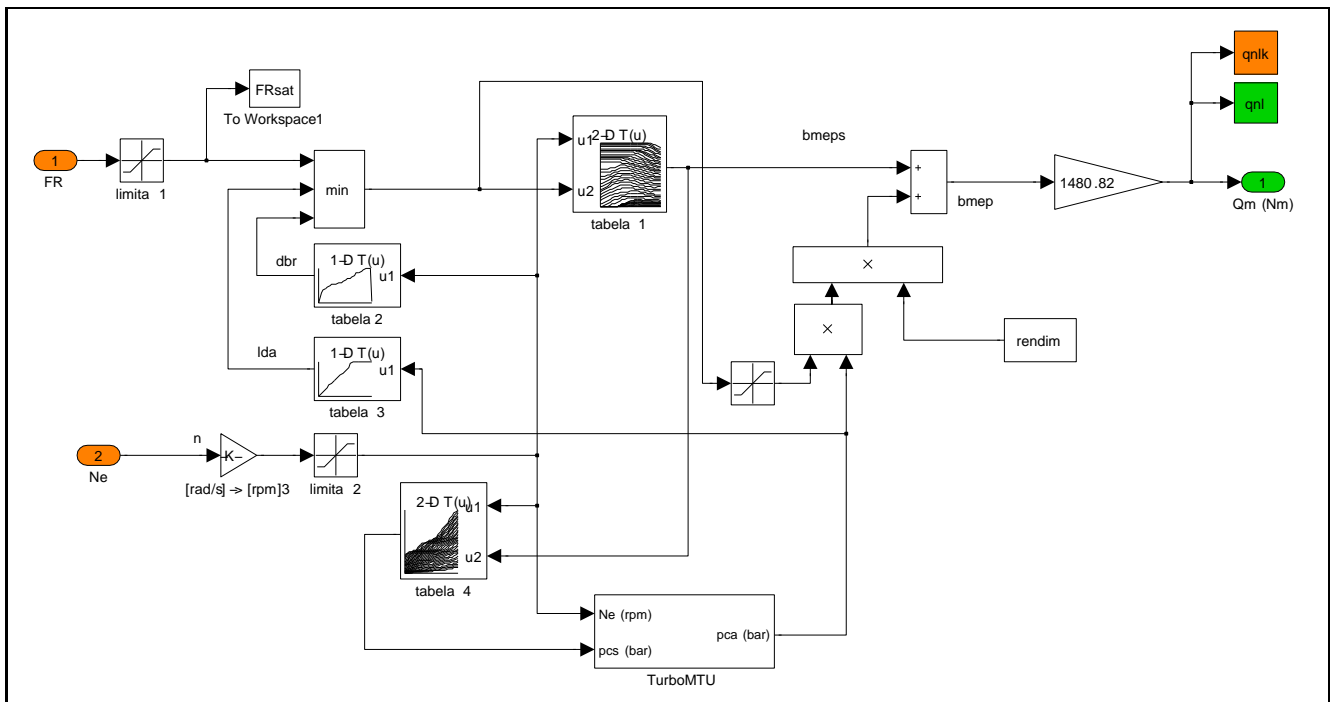 qnlk
FRsat
To Workspace1
qnl
2-D T(u)
u1
u2
tabela 1
bmeps
1
FR
limita 1
min
+
+
bmep
1480 .82
1
Qm (Nm)
dbr
1-D T(u)
u1
tabela 2
×
×
rendim
lda
1-D T(u)
u1
tabela 3
n
2
Ne
-K-
[rad/s] -> [rpm]3
limita 2
2-D T(u)
u1
u2
tabela 4
Ne (rpm)
pcs (bar)
pca (bar)
TurboMTU